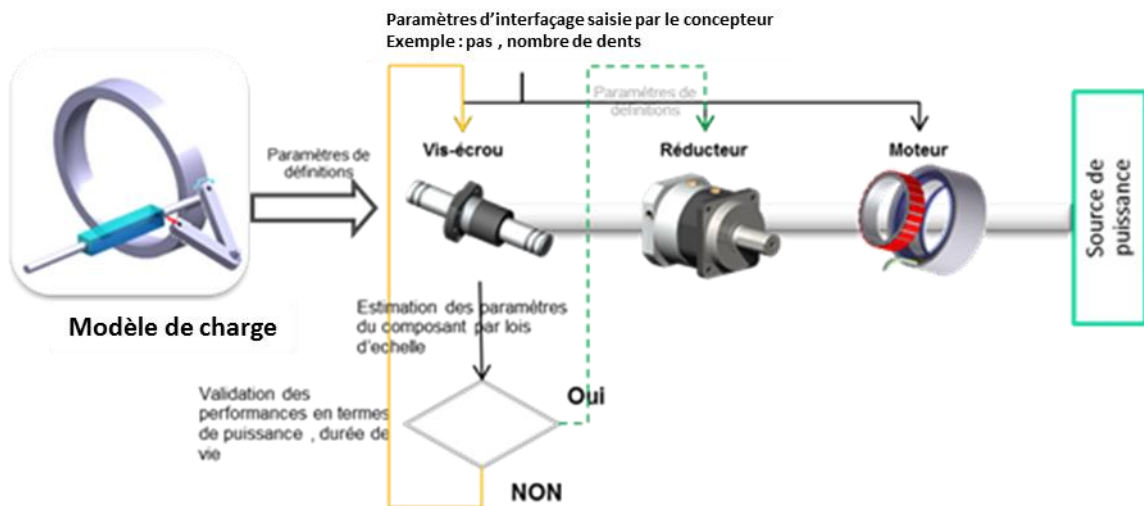 Paramètres d’interfaçage saisie par le concepteur
Exemple : pas , nombre de dents
Paramètres de
définitions
Vis-écrou
Réducteur
Moteur
Paramètres de
définitions
Source de
puissance
Modèle de charge
Estimation des paramètres
du composant par lois
d’echelle
Validation des
performances en termes
de puissance , durée de
vie
Oui
NON